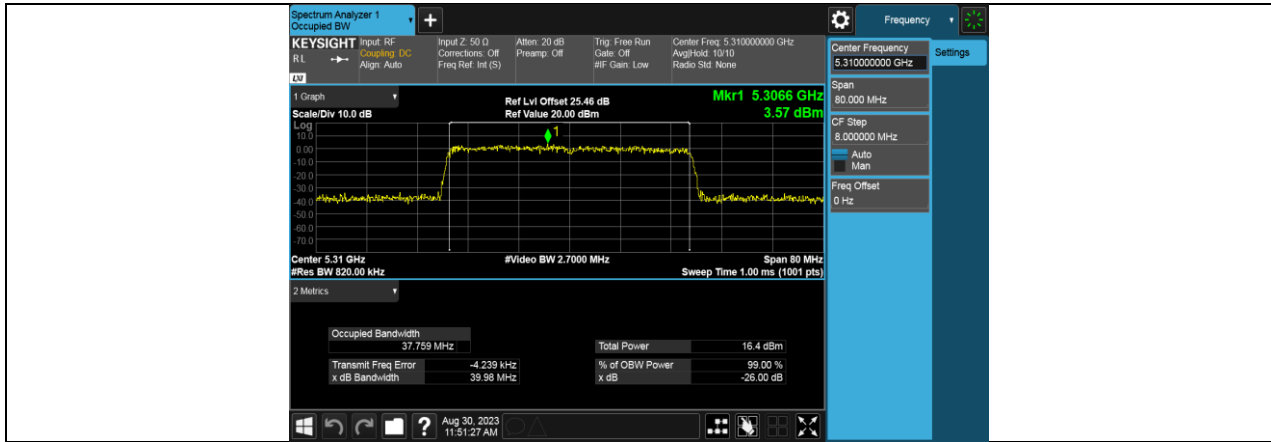 Spectrum Analyzer 1
Occupied BW
Frequency
KEYSIGHT
RL
LXI
Input: RF
Coupling: DC
Align: Auto
Input Z: 50 Ω
Corrections: Off
Freq Ref: Int (S)
Atten: 20 dB
Preamp: Off
Trig: Free Run
Gate: Off
#IF Gain: Low
Center Freq: 5.310000000 GHz
Avg|Hold: 10/10
Radio Std: None
Center Frequency
5.310000000 GHz
Settings
Span
80.000 MHz
CF Step
8.000000 MHz
Auto
Man
Freq Offset
0 Hz
1 Graph
Ref Lvl Offset 25.46 dB
Mkr1 5.3066 GHz
Scale/Div 10.0 dB
Ref Value 20.00 dBm
3.57 dBm
Log
10.0
0.00
-10.0
-20.0
-30.0
-40.0
-50.0
-60.0
-70.0
1
Center 5.31 GHz
#Video BW 2.7000 MHz
Span 80 MHz
#Res BW 820.00 kHz
Sweep Time 1.00 ms (1001 pts)
2 Metrics
Occupied Bandwidth
37.759 MHz
Total Power 16.4 dBm
Transmit Freq Error -4.239 kHz
% of OBW Power 99.00 %
x dB Bandwidth 39.98 MHz
x dB -26.00 dB
?
Aug 30, 2023
11:51:27 AM